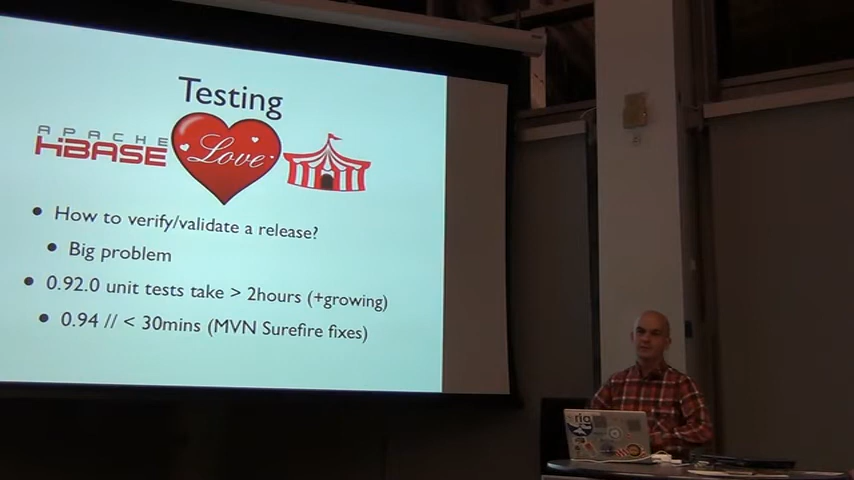 Testing
APACHE
HBASE
Love
• How to verify/validate a release?
• Big problem
• 0.92.0 unit tests take > 2hours (+growing)
• 0.94 // < 30mins (MVN Surefire fixes)